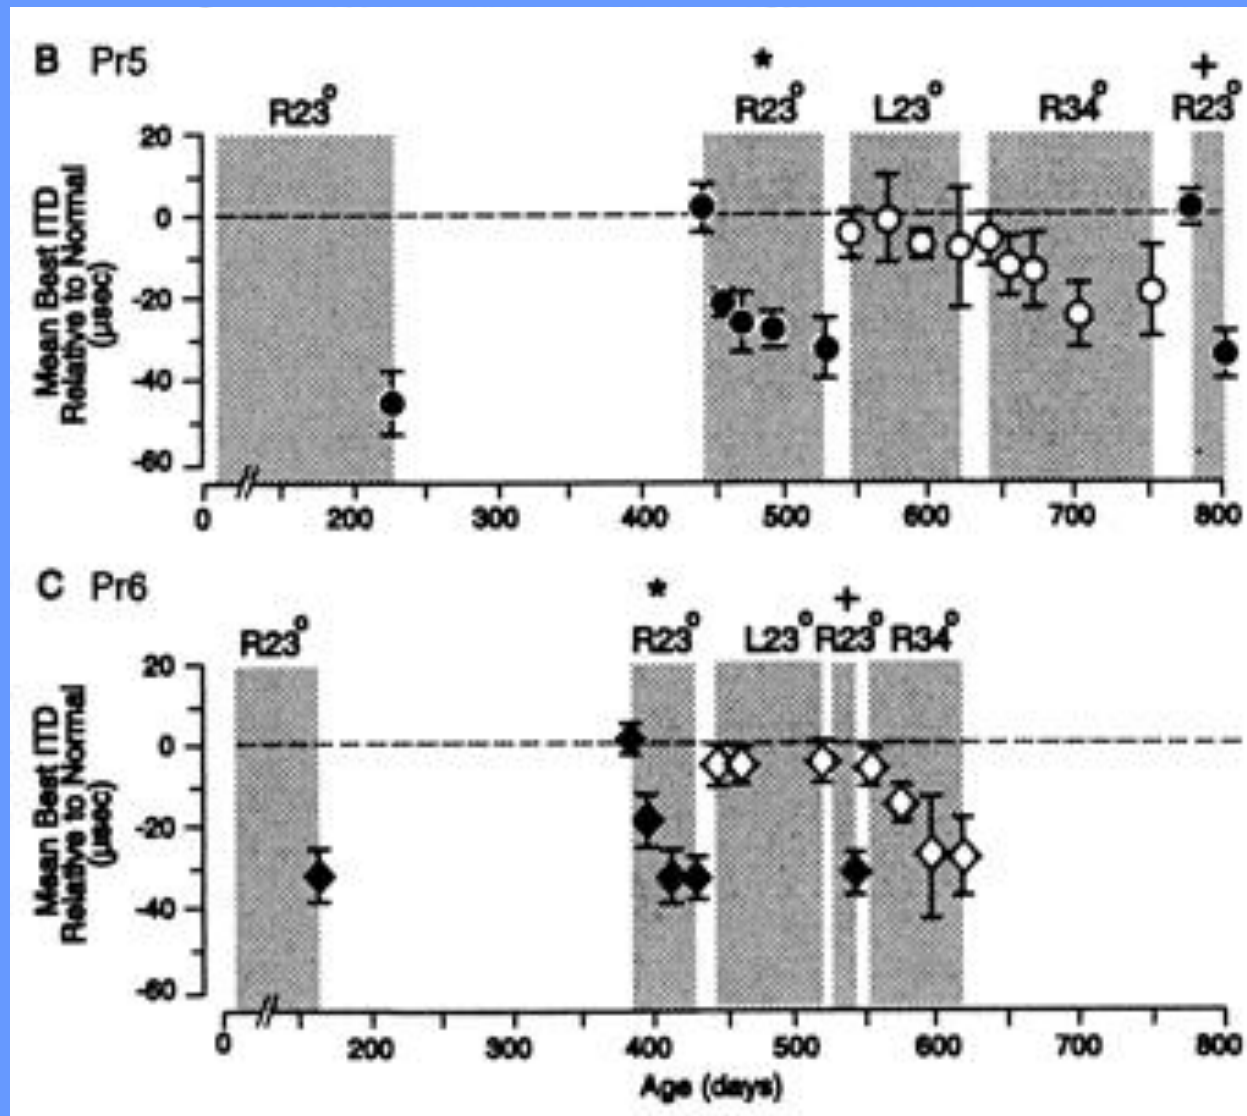 B Pr5
* +
R23° R23° L23° R34° R23°
20
0
-20
-40
-60
Mean Best ITD
Relative to Normal
(µsec)
0 200 300 400 500 600 700 800
C Pr6
* +
R23° R23° L23° R23° R34°
20
0
-20
-40
-60
Mean Best ITD
Relative to Normal
(µsec)
0 200 300 400 500 600 700 800
Age (days)